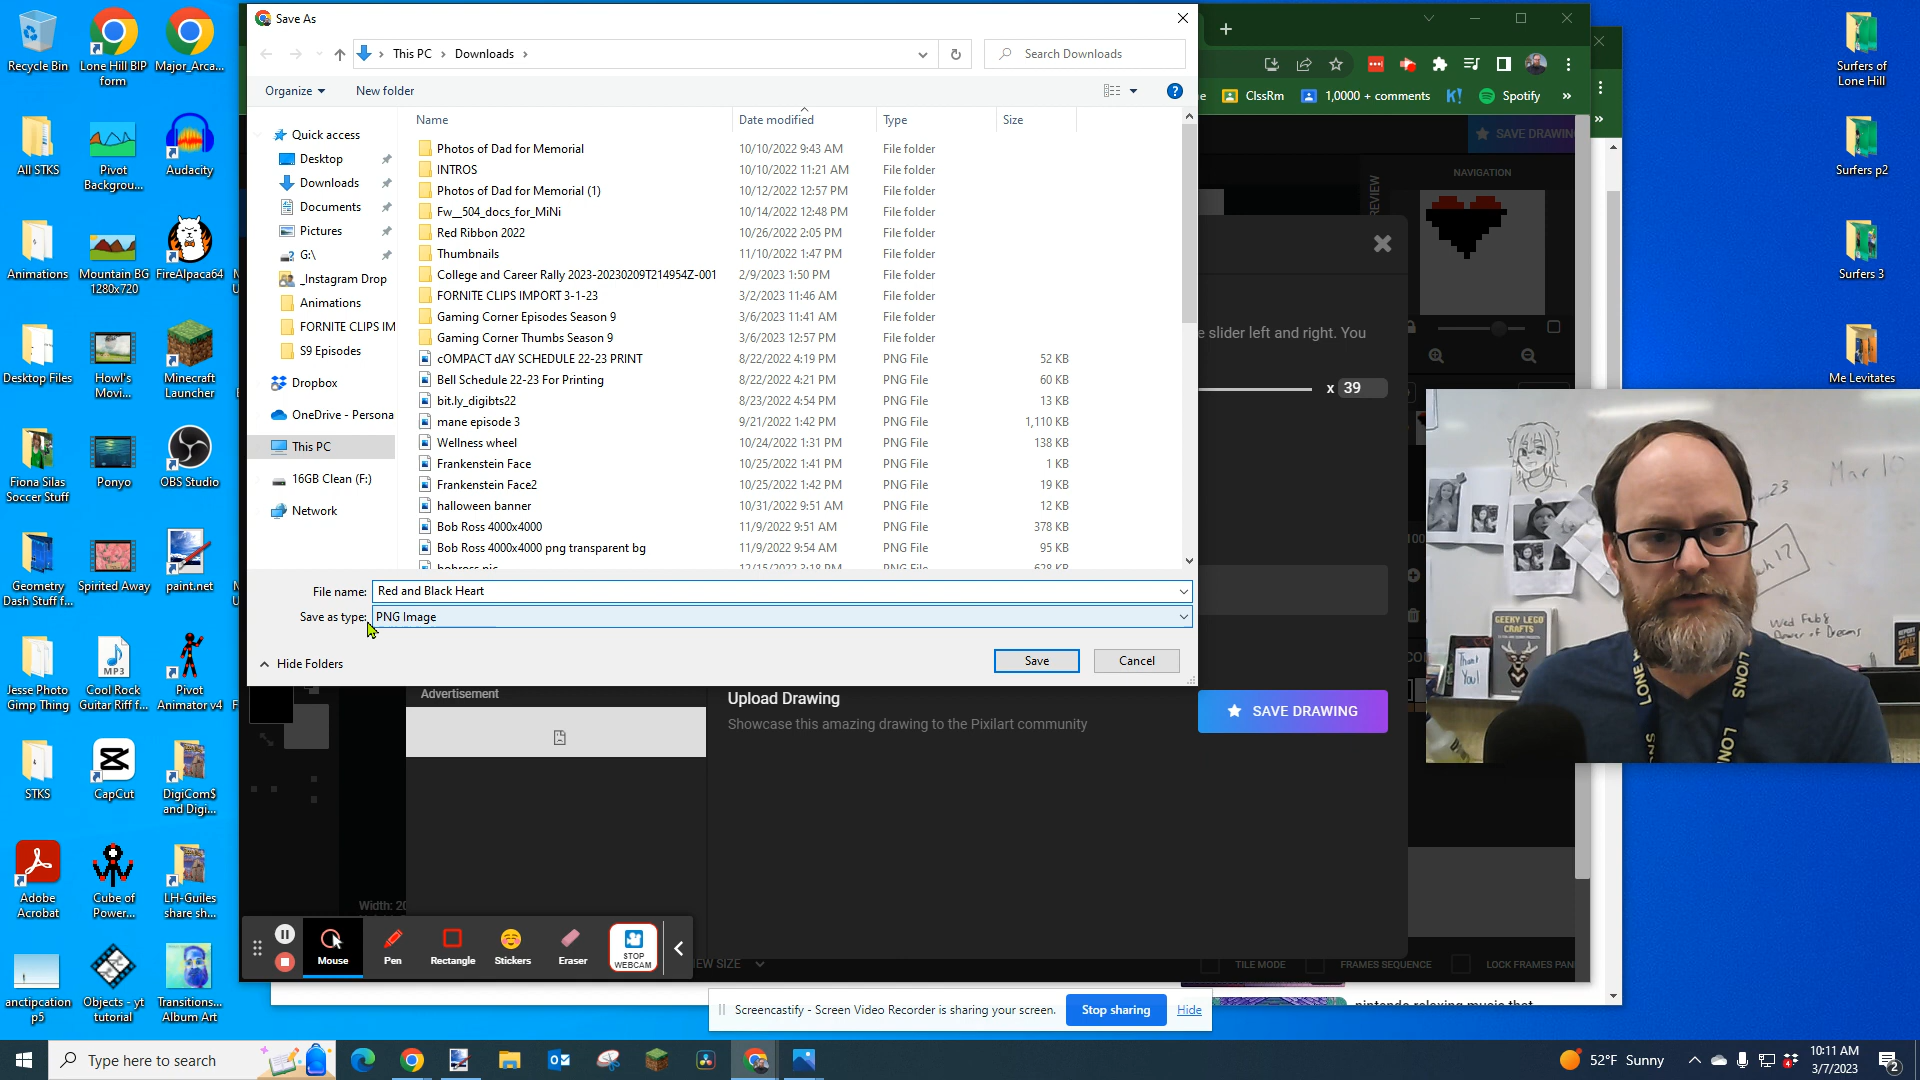 Save As
This PC
Downloads
Search Downloads
Organize
New folder
Name
Date modified
Type
Size
Quick access
Desktop
Downloads
Documents
Pictures
G:\
_Instagram Drop
Animations
FORNITE CLIPS IM
S9 Episodes
Dropbox
OneDrive - Persona
This PC
16GB Clean (F:)
Network
Photos of Dad for Memorial 10/10/2022 9:43 AM File folder
INTROS 10/10/2022 11:21 AM File folder
Photos of Dad for Memorial (1) 10/12/2022 12:57 PM File folder
Fw__504_docs_for_MiNi 10/14/2022 12:48 PM File folder
Red Ribbon 2022 10/26/2022 2:05 PM File folder
Thumbnails 11/10/2022 1:47 PM File folder
College and Career Rally 2023-20230209T214954Z-001 2/9/2023 1:50 PM File folder
FORNITE CLIPS IMPORT 3-1-23 3/2/2023 11:46 AM File folder
Gaming Corner Episodes Season 9 3/6/2023 11:41 AM File folder
Gaming Corner Thumbs Season 9 3/6/2023 12:57 PM File folder
cOMPACT dAY SCHEDULE 22-23 PRINT 8/22/2022 4:19 PM PNG File 52 KB
Bell Schedule 22-23 For Printing 8/22/2022 4:21 PM PNG File 60 KB
bit.ly_digibts22 8/23/2022 4:54 PM PNG File 13 KB
mane episode 3 9/21/2022 1:42 PM PNG File 1,110 KB
Wellness wheel 10/24/2022 1:31 PM PNG File 138 KB
Frankenstein Face 10/25/2022 1:41 PM PNG File 1 KB
Frankenstein Face2 10/25/2022 1:42 PM PNG File 19 KB
halloween banner 10/31/2022 9:51 AM PNG File 12 KB
Bob Ross 4000x4000 11/9/2022 9:51 AM PNG File 378 KB
Bob Ross 4000x4000 png transparent bg 11/9/2022 9:54 AM PNG File 95 KB
File name: Red and Black Heart
Save as type: PNG Image
Hide Folders
Save
Cancel
ClssRm
1,0000 + comments
K!
Spotify
SAVE DRAWIN
NAVIGATION
e slider left and right. You
x 39
Advertisement
Upload Drawing
Showcase this amazing drawing to the Pixilart community
SAVE DRAWING
Width: 20
EW SIZE
TILE MODE
FRAMES SEQUENCE
LOCK FRAMES PAN
Mouse
Pen
Rectangle
Stickers
Eraser
STOP
WEBCAM
Screencastify - Screen Video Recorder is sharing your screen.
Stop sharing
Hide
nintendo relaxing music that
Recycle Bin
Lone Hill BIP
form
Major_Arca...
All STKS
Pivot
Backgrou...
Audacity
Animations
Mountain BG
1280x720
FireAlpaca64
Desktop Files
Howl's
Movi...
Minecraft
Launcher
Fiona Silas
Soccer Stuff
Ponyo
OBS Studio
Geometry
Dash Stuff f...
Spirited Away
paint.net
Jesse Photo
Gimp Thing
MP3
Cool Rock
Guitar Riff f...
Pivot
Animator v4
STKS
CapCut
DigiCom$
and Digi...
Adobe
Acrobat
Cube of
Power...
LH-Guiles
share sh...
anctipcation
p5
Objects - yt
tutorial
Transitions...
Album Art
Surfers of
Lone Hill
Surfers p2
Surfers 3
Me Levitates
Mar 10
GEEKY LEGO
CRAFTS
Thank
You!
LIONS
Type here to search
52°F Sunny
10:11 AM
3/7/2023
2